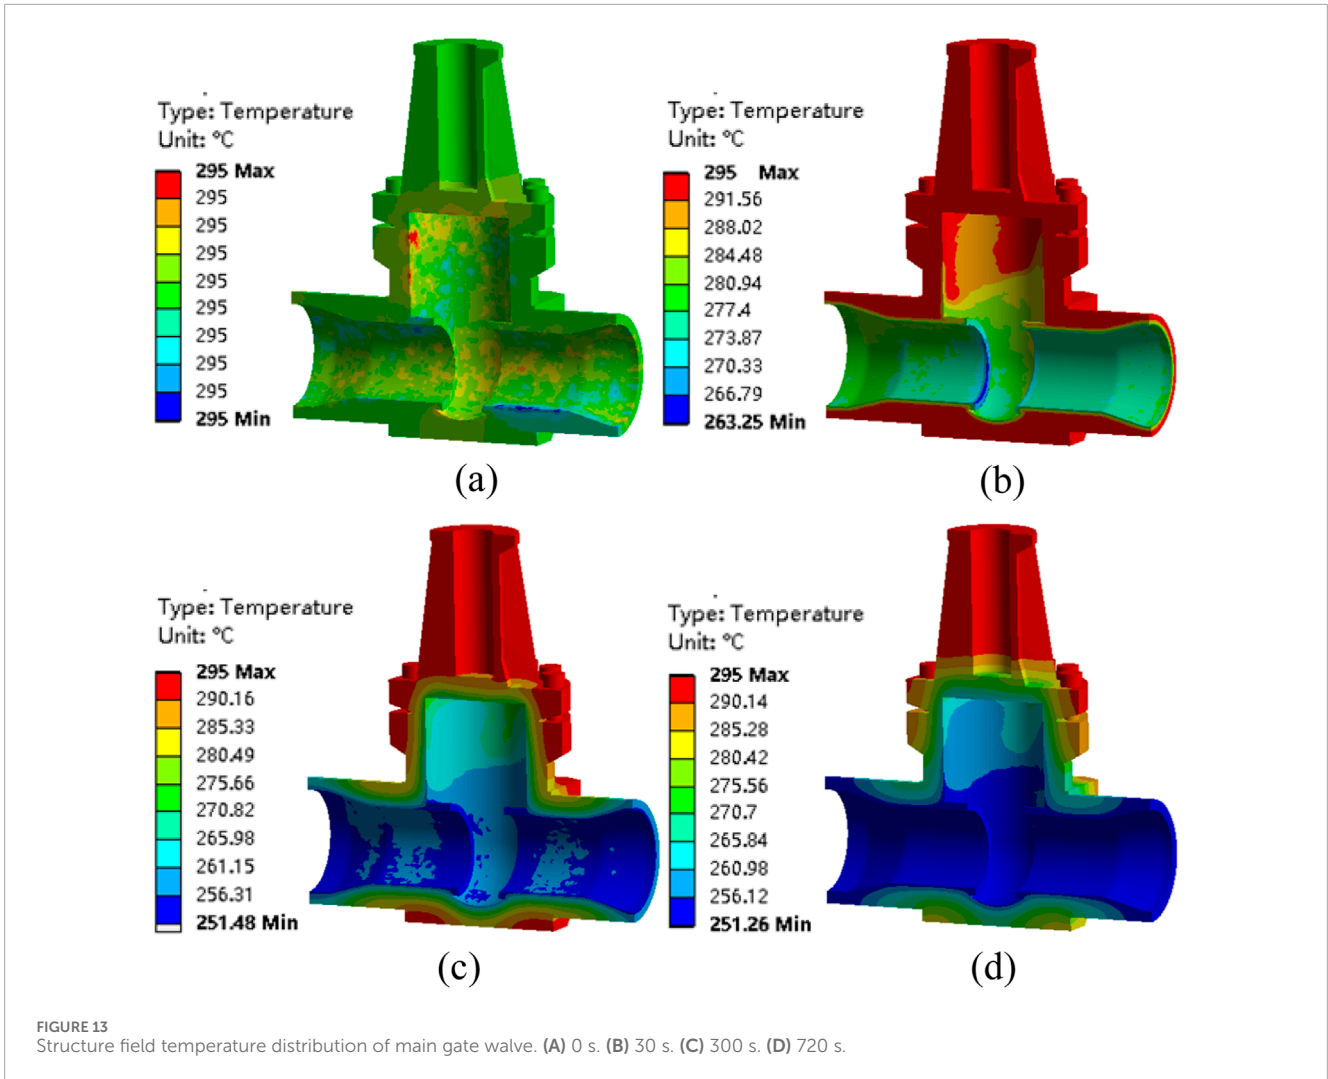 Type: Temperature
Unit: °C
295 Max
295
295
295
295
295
295
295
295
295 Min
(a)
Type: Temperature
Unit: °C
295 Max
291.56
288.02
284.48
280.94
277.4
273.87
270.33
266.79
263.25 Min
(b)
Type: Temperature
Unit: °C
295 Max
290.16
285.33
280.49
275.66
270.82
265.98
261.15
256.31
251.48 Min
(c)
Type: Temperature
Unit: °C
295 Max
290.14
285.28
280.42
275.56
270.7
265.84
260.98
256.12
251.26 Min
(d)
FIGURE 13
Structure field temperature distribution of main gate walve. (A) 0 s. (B) 30 s. (C) 300 s. (D) 720 s.